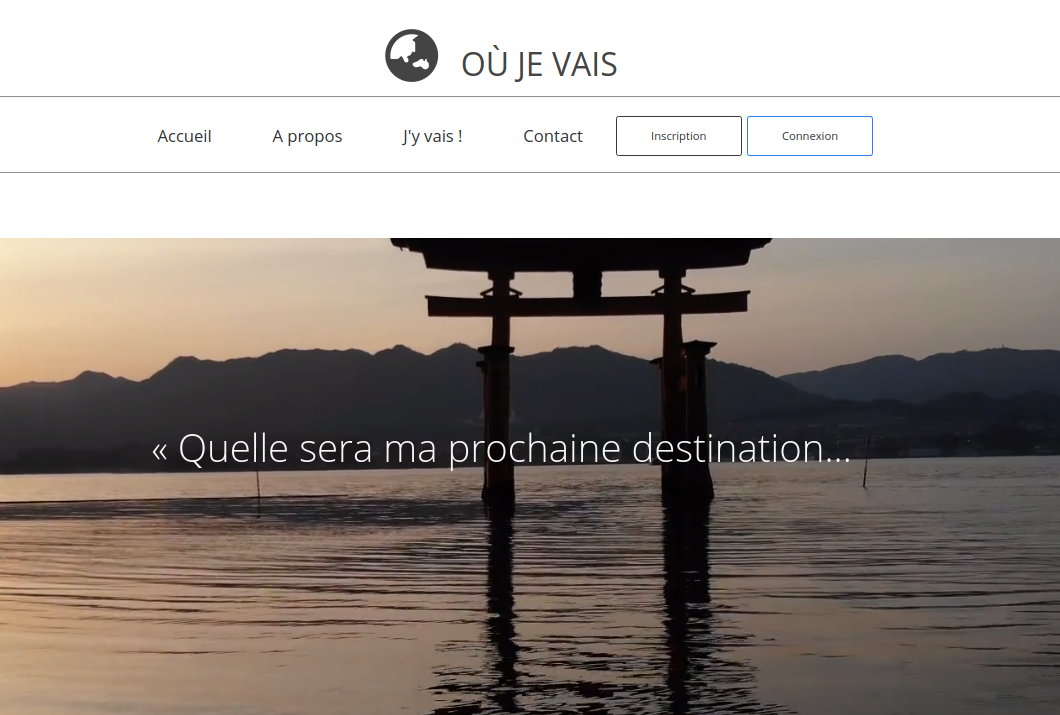 OÙ JE VAIS
Accueil A propos J'y vais ! Contact Inscription Connexion
« Quelle sera ma prochaine destination...